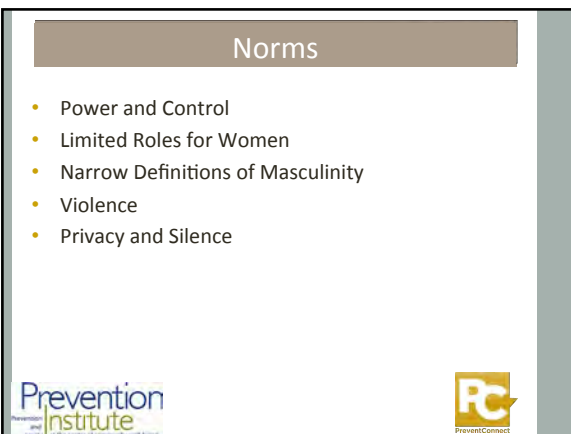 Norms
• Power and Control
• Limited Roles for Women
• Narrow Definitions of Masculinity
• Violence
• Privacy and Silence
Prevention
Institute
PC
PreventConnect